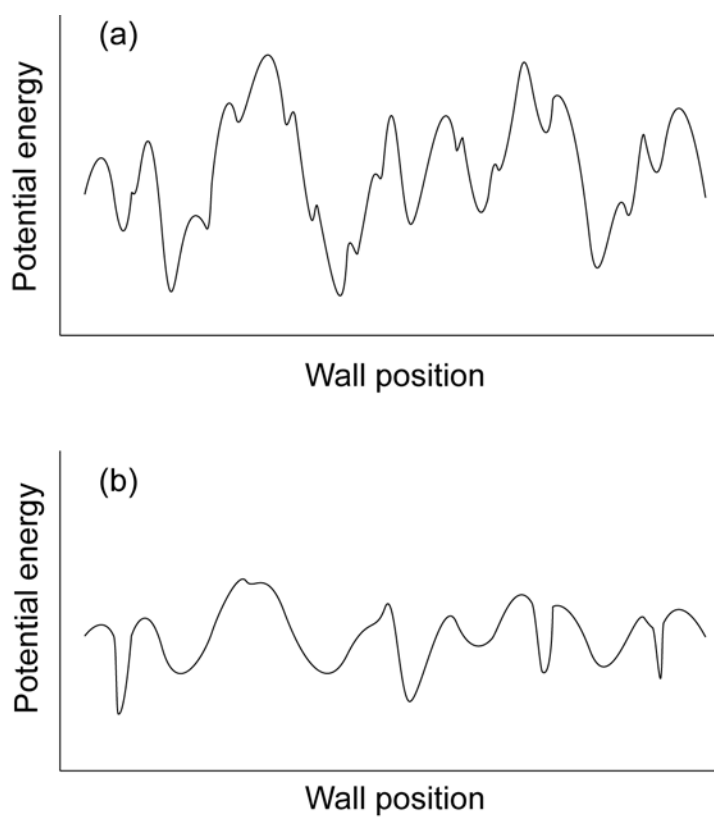 (a)
Potential energy
Wall position
(b)
Potential energy
Wall position